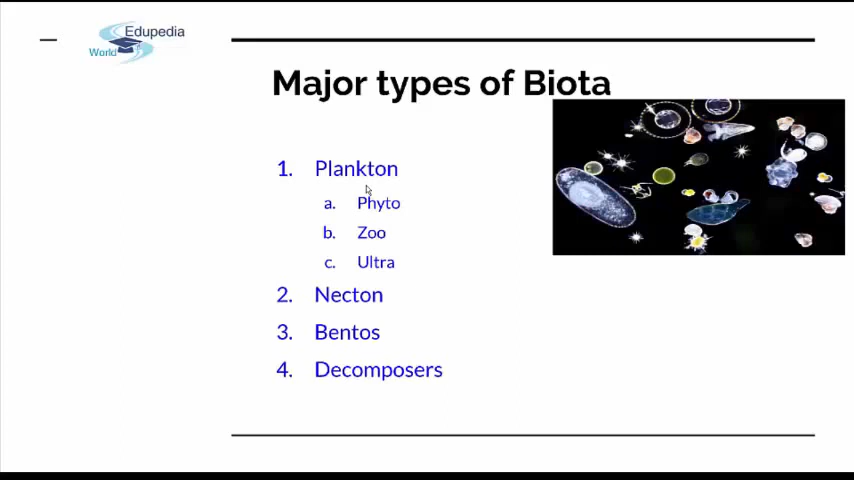 Edupedia
World
Major types of Biota
1. Plankton
a. Phyto
b. Zoo
c. Ultra
2. Necton
3. Bentos
4. Decomposers